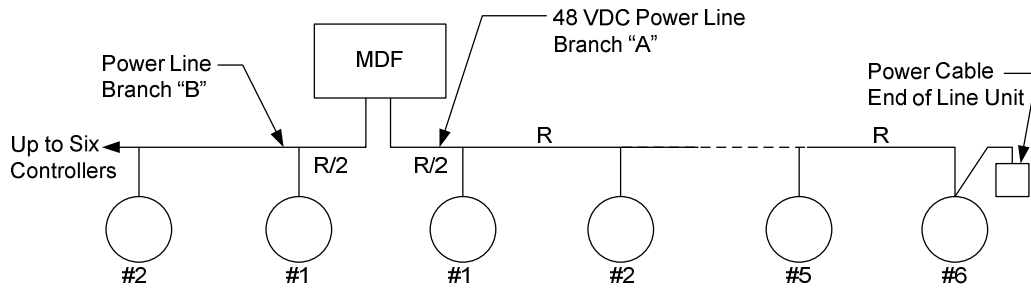 48 VDC Power Line
Branch “A”
MDF
Power Line
Branch “B”
Power Cable
End of Line Unit
Up to Six
Controllers
R/2
R/2
R
R
#2
#1
#1
#2
#5
#6